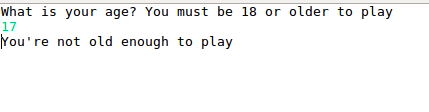 What is your age? You must be 18 or older to play
17
You're not old enough to play